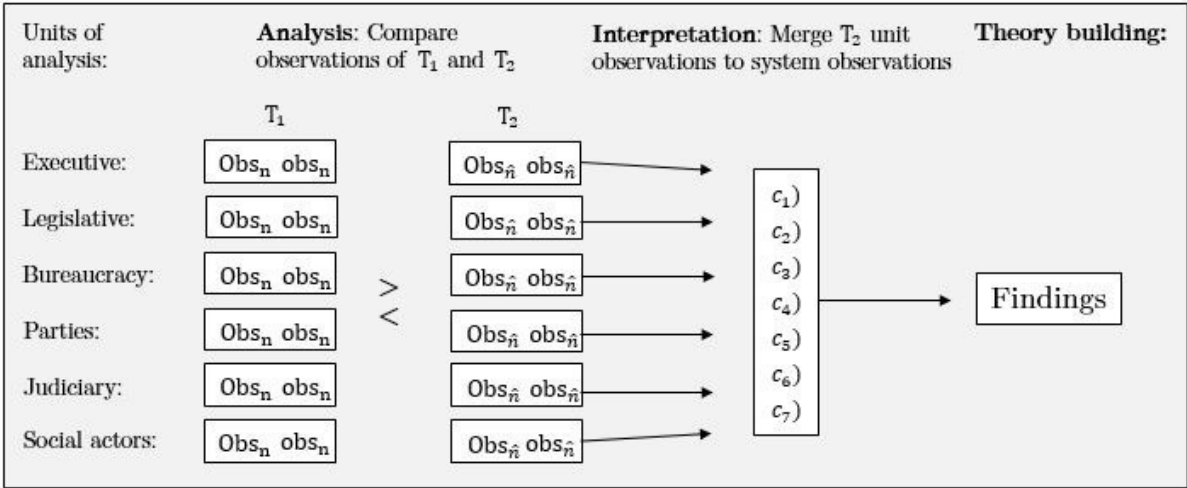 Units of analysis:
Analysis: Compare observations of T₁ and T₂
Interpretation: Merge T₂ unit observations to system observations
Theory building:
T₁ T₂
Executive: Obsₙ obsₙ Obsₙ̂ obsₙ̂
Legislative: Obsₙ obsₙ Obsₙ̂ obsₙ̂
Bureaucracy: Obsₙ obsₙ Obsₙ̂ obsₙ̂
Parties: Obsₙ obsₙ Obsₙ̂ obsₙ̂
Judiciary: Obsₙ obsₙ Obsₙ̂ obsₙ̂
Social actors: Obsₙ obsₙ Obsₙ̂ obsₙ̂
>
<
c₁)
c₂)
c₃)
c₄)
c₅)
c₆)
c₇)
Findings